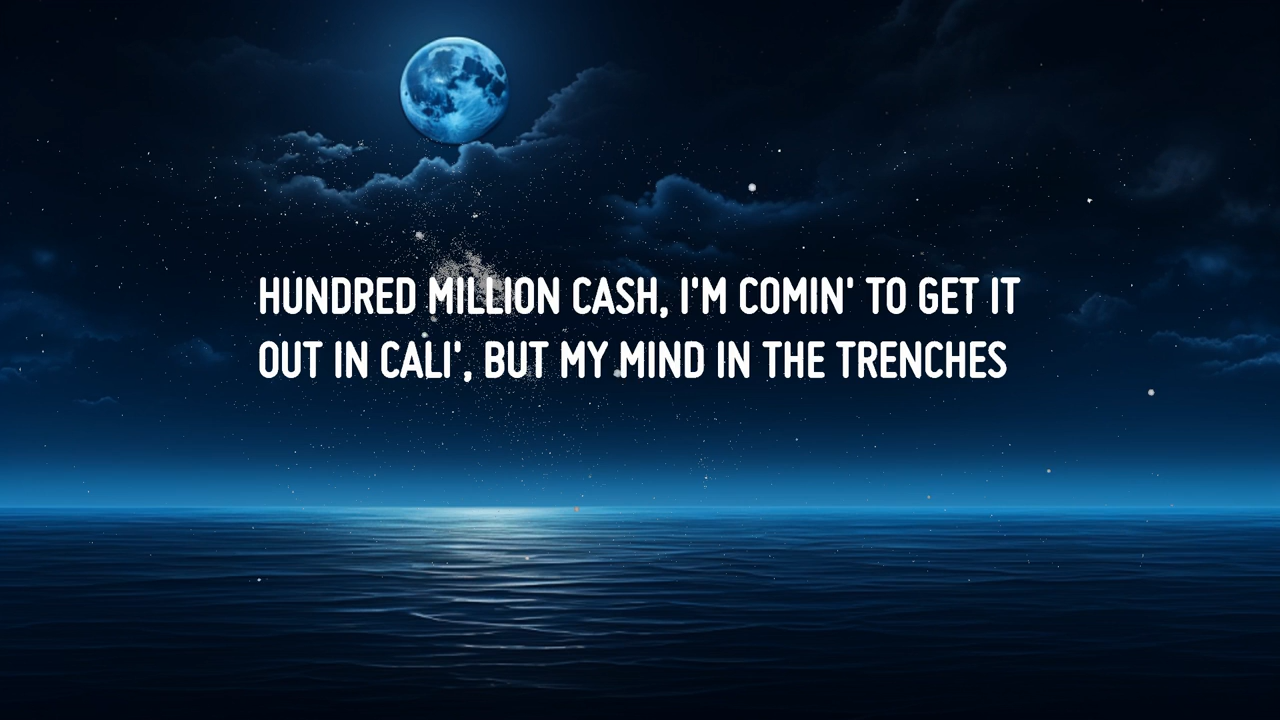 HUNDRED MILLION CASH, I'M COMIN' TO GET IT
OUT IN CALI', BUT MY MIND IN THE TRENCHES